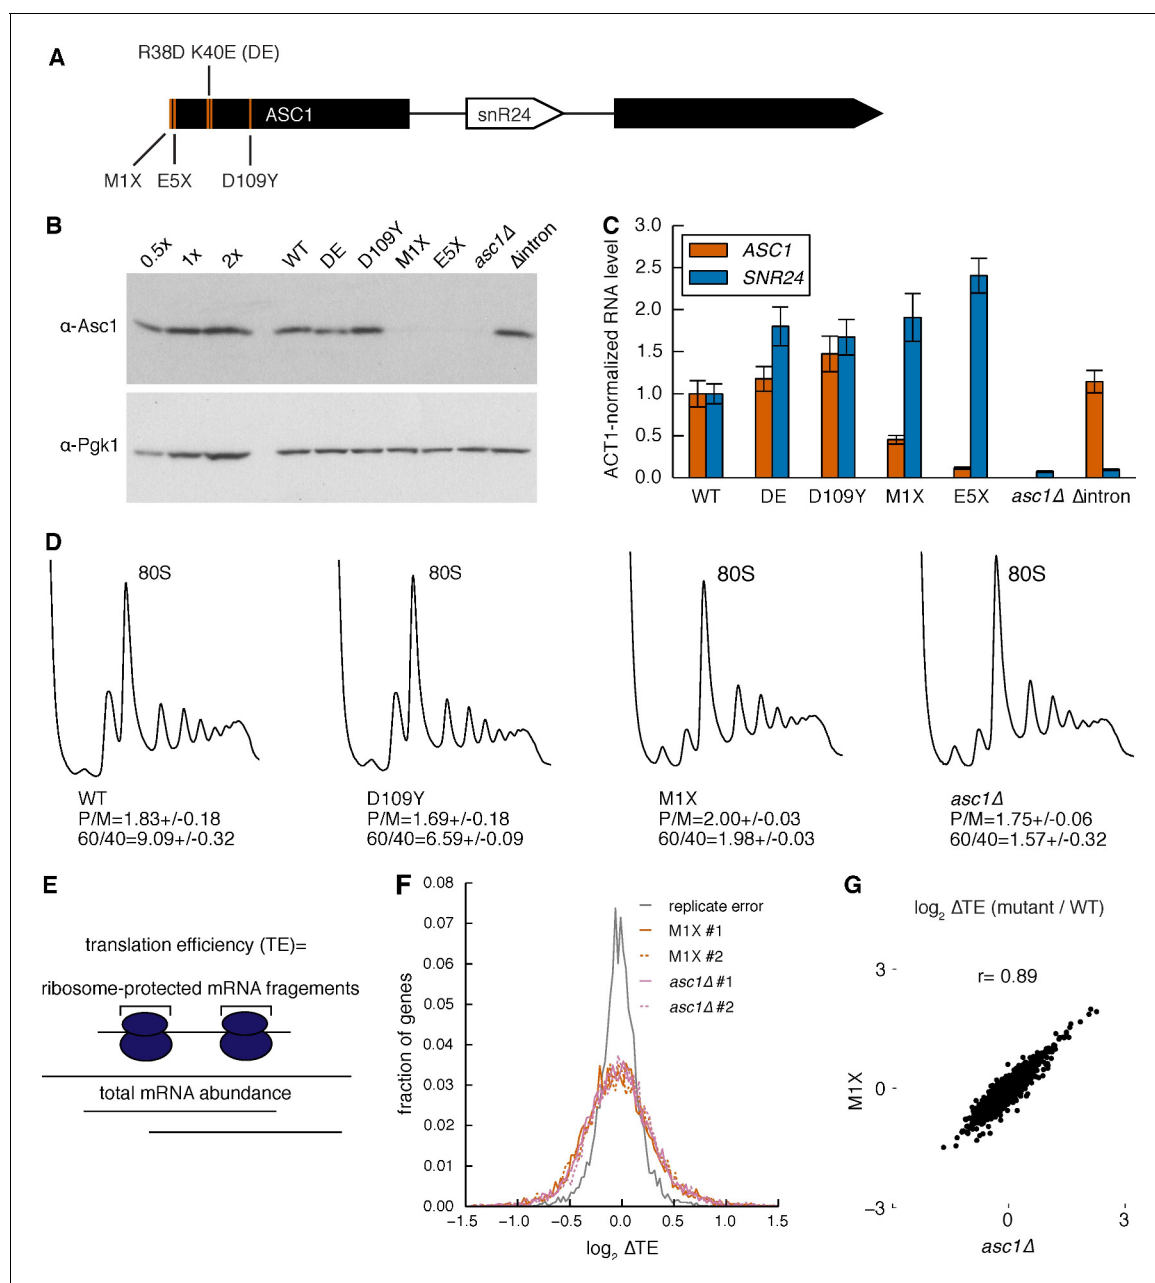 A
R38D K40E (DE)
ASC1
snR24
M1X E5X D109Y
B
0.5x 1x 2x WT DE D109Y M1X E5X asc1Δ Δintron
α-Asc1
α-Pgk1
C
ACT1-normalized RNA level
3.0
2.5
2.0
1.5
1.0
0.5
0.0
ASC1
SNR24
WT DE D109Y M1X E5X asc1Δ Δintron
D
80S 80S 80S 80S
WT D109Y M1X asc1Δ
P/M=1.83+/-0.18 P/M=1.69+/-0.18 P/M=2.00+/-0.03 P/M=1.75+/-0.06
60/40=9.09+/-0.32 60/40=6.59+/-0.09 60/40=1.98+/-0.03 60/40=1.57+/-0.32
E
translation efficiency (TE)=
ribosome-protected mRNA fragements
total mRNA abundance
F
fraction of genes
0.08
0.07
0.06
0.05
0.04
0.03
0.02
0.01
0.00
replicate error
M1X #1
M1X #2
asc1Δ #1
asc1Δ #2
−1.5 −1.0 −0.5 0.0 0.5 1.0 1.5
log2 ΔTE
G
log2 ΔTE (mutant / WT)
r= 0.89
M1X
3
0
−3
0 3
asc1Δ